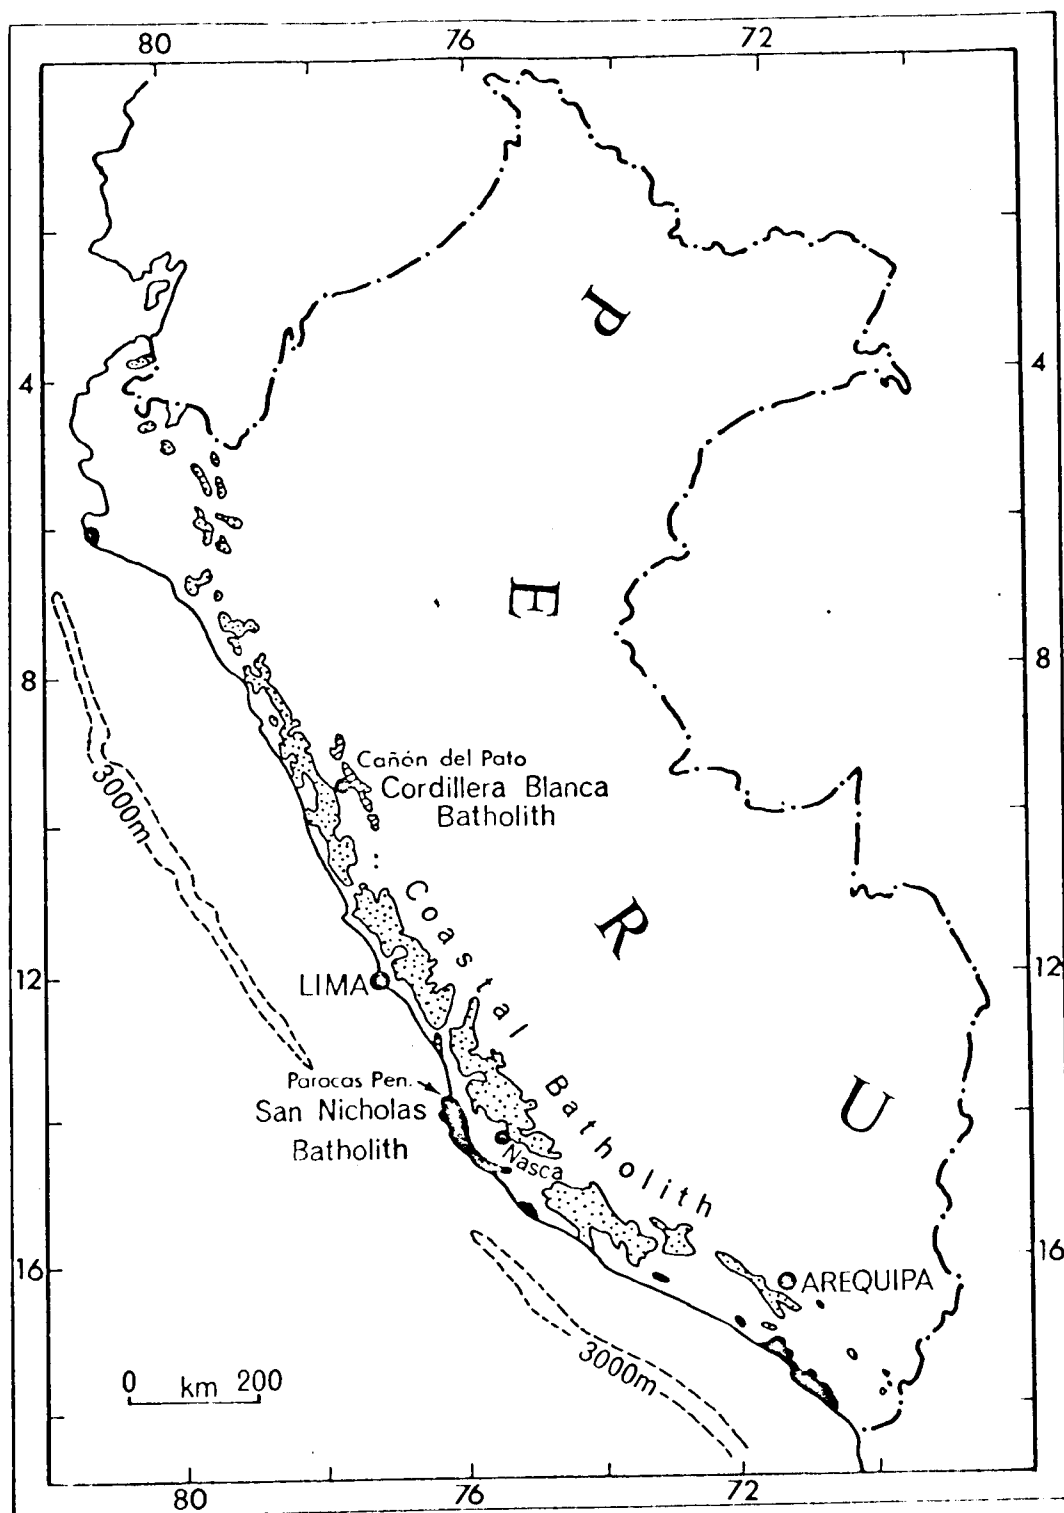 80 76 72
P
4 4
E
8 8
Cañón del Pato
Cordillera Blanca
Batholith
3000m
Coastal Batholith
R
12 12
LIMA
Paracas Pen.
San Nicholas
Batholith
U
Nasca
16 16
AREQUIPA
3000m
0 km 200
80 76 72